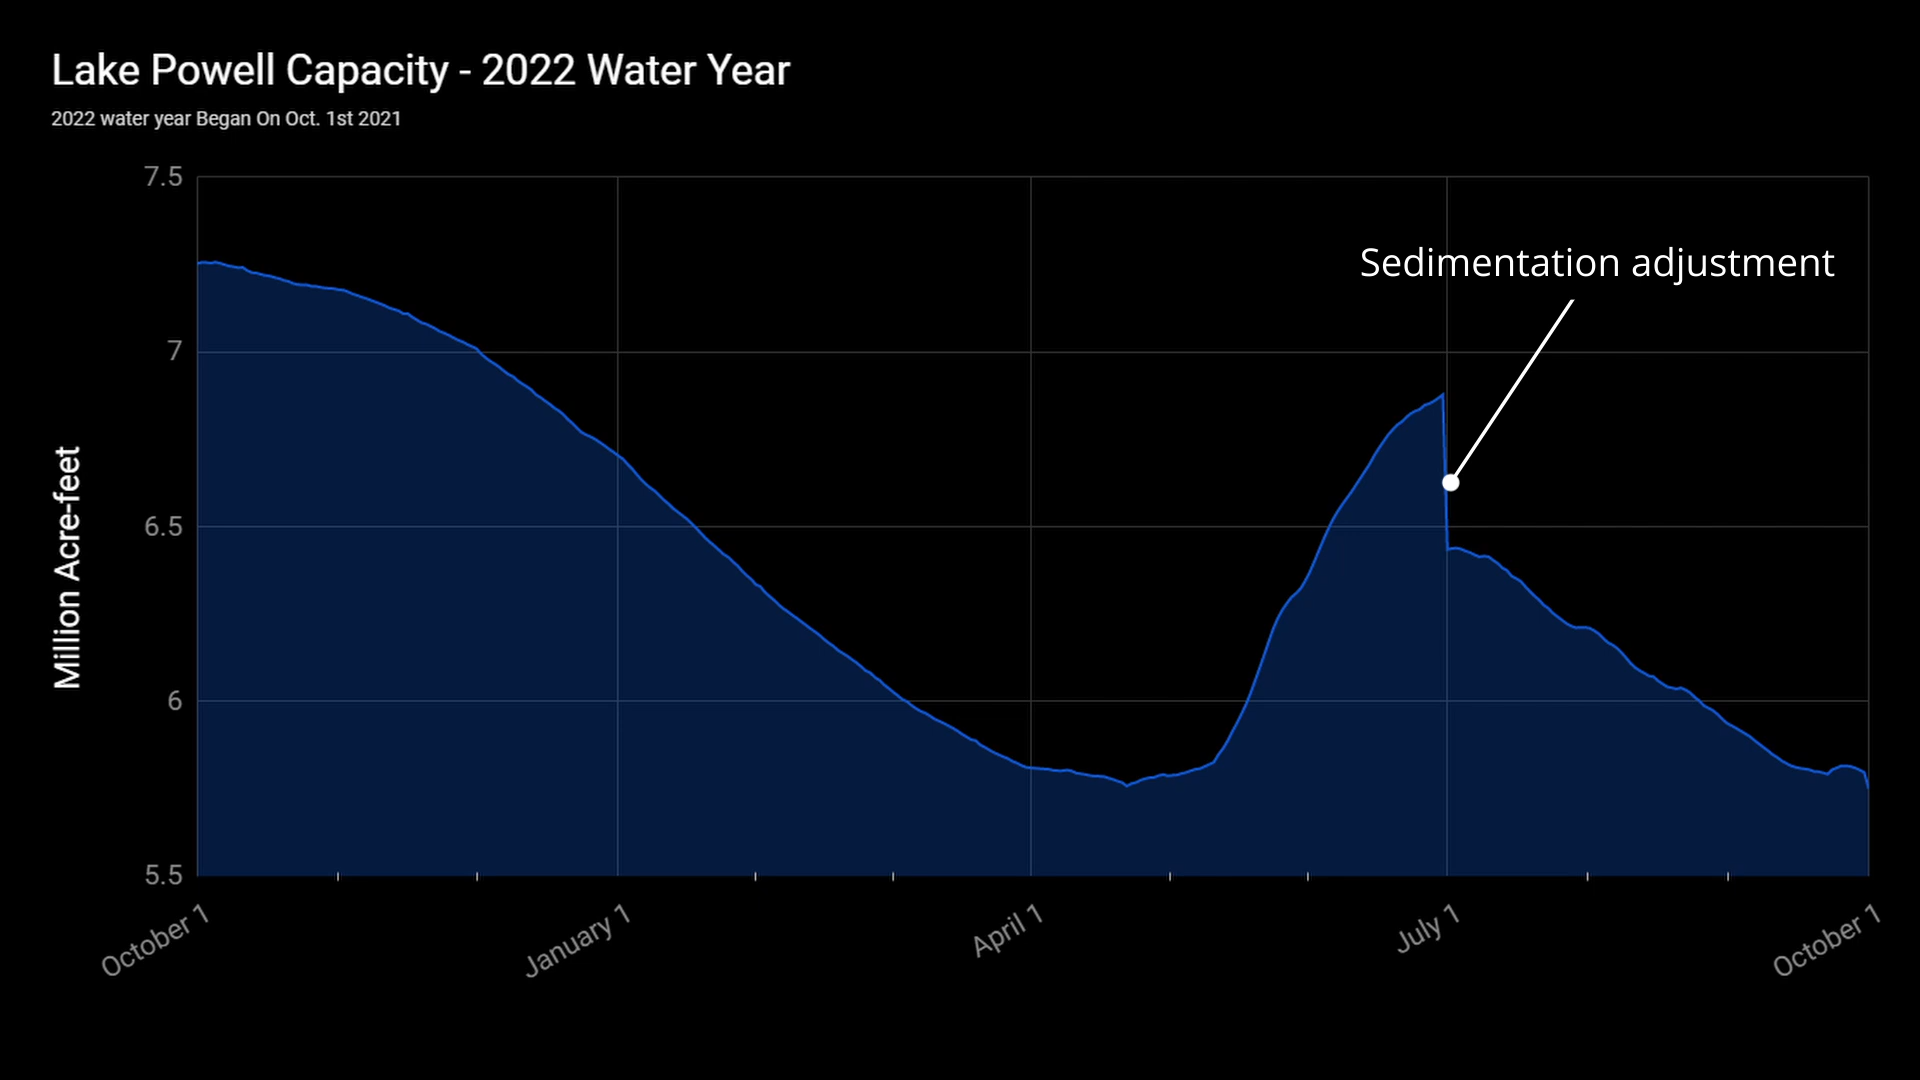 Lake Powell Capacity - 2022 Water Year
2022 water year Began On Oct. 1st 2021
7.5
Sedimentation adjustment
7
6.5
Million Acre-feet
6
5.5
October 1
January 1
April 1
July 1
October 1